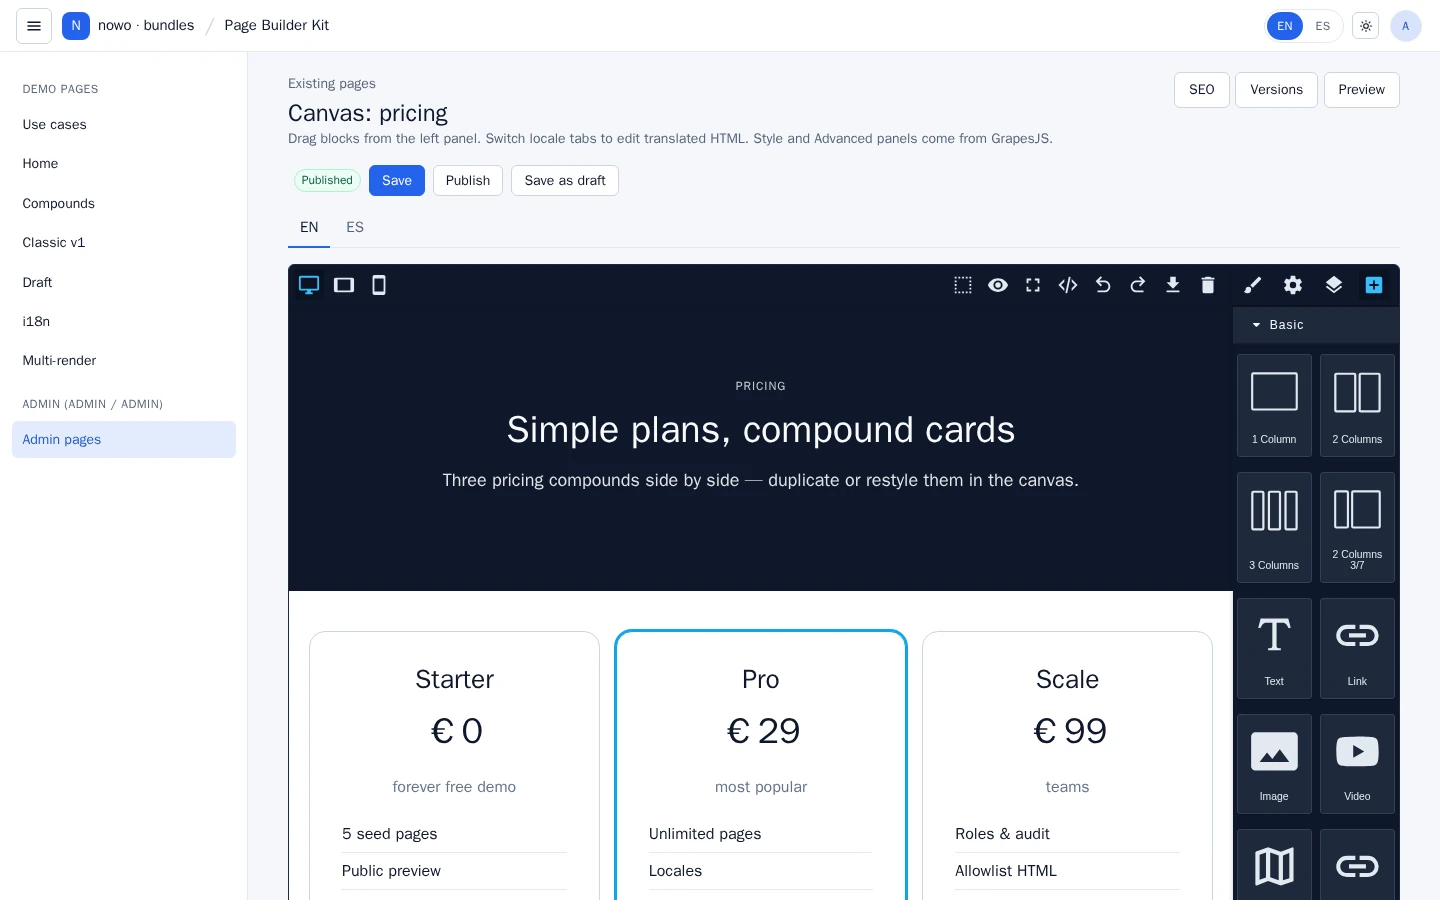 N nowo · bundles / Page Builder Kit
EN ES A
DEMO PAGES
Use cases
Home
Compounds
Classic v1
Draft
i18n
Multi-render
ADMIN (ADMIN / ADMIN)
Admin pages
Existing pages
Canvas: pricing
Drag blocks from the left panel. Switch locale tabs to edit translated HTML. Style and Advanced panels come from GrapesJS.
SEO Versions Preview
Published Save Publish Save as draft
EN ES
PRICING
Simple plans, compound cards
Three pricing compounds side by side — duplicate or restyle them in the canvas.
Starter
€ 0
forever free demo
5 seed pages
Public preview
Pro
€ 29
most popular
Unlimited pages
Locales
Scale
€ 99
teams
Roles & audit
Allowlist HTML
Basic
1 Column
2 Columns
3 Columns
2 Columns
3/7
Text
Link
Image
Video